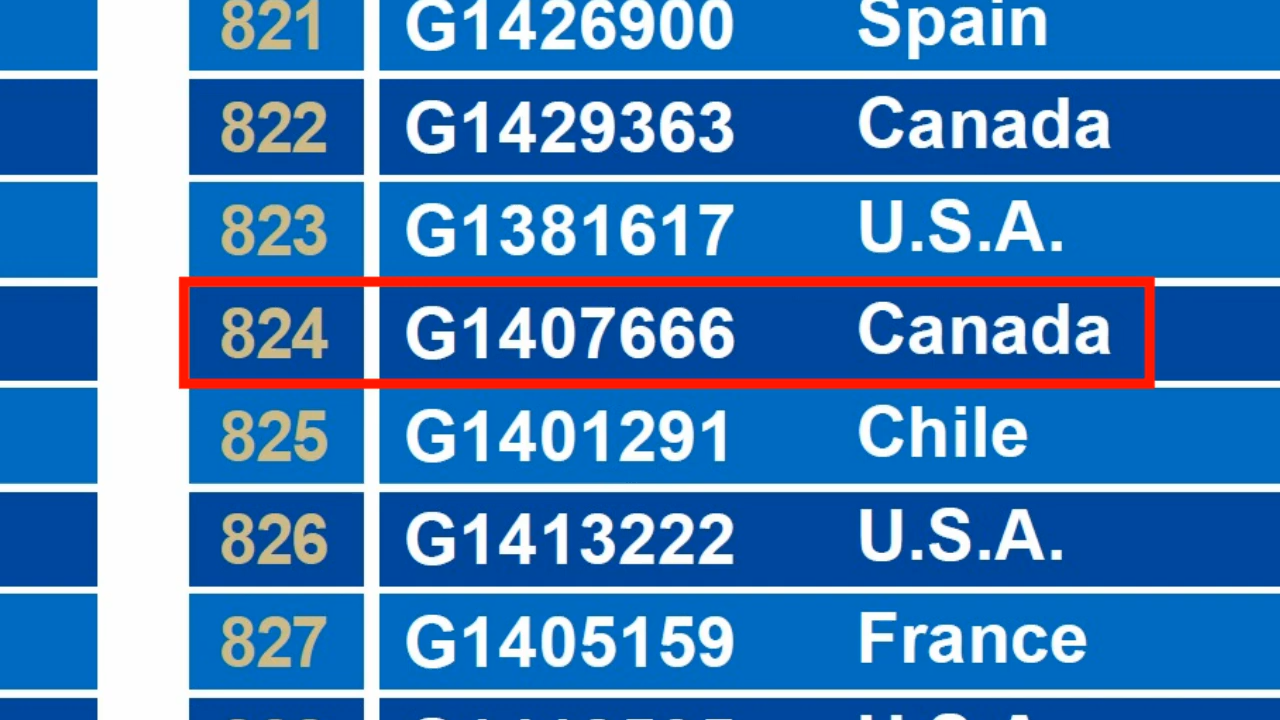 821 G1426900 Spain
822 G1429363 Canada
823 G1381617 U.S.A.
824 G1407666 Canada
825 G1401291 Chile
826 G1413222 U.S.A.
827 G1405159 France